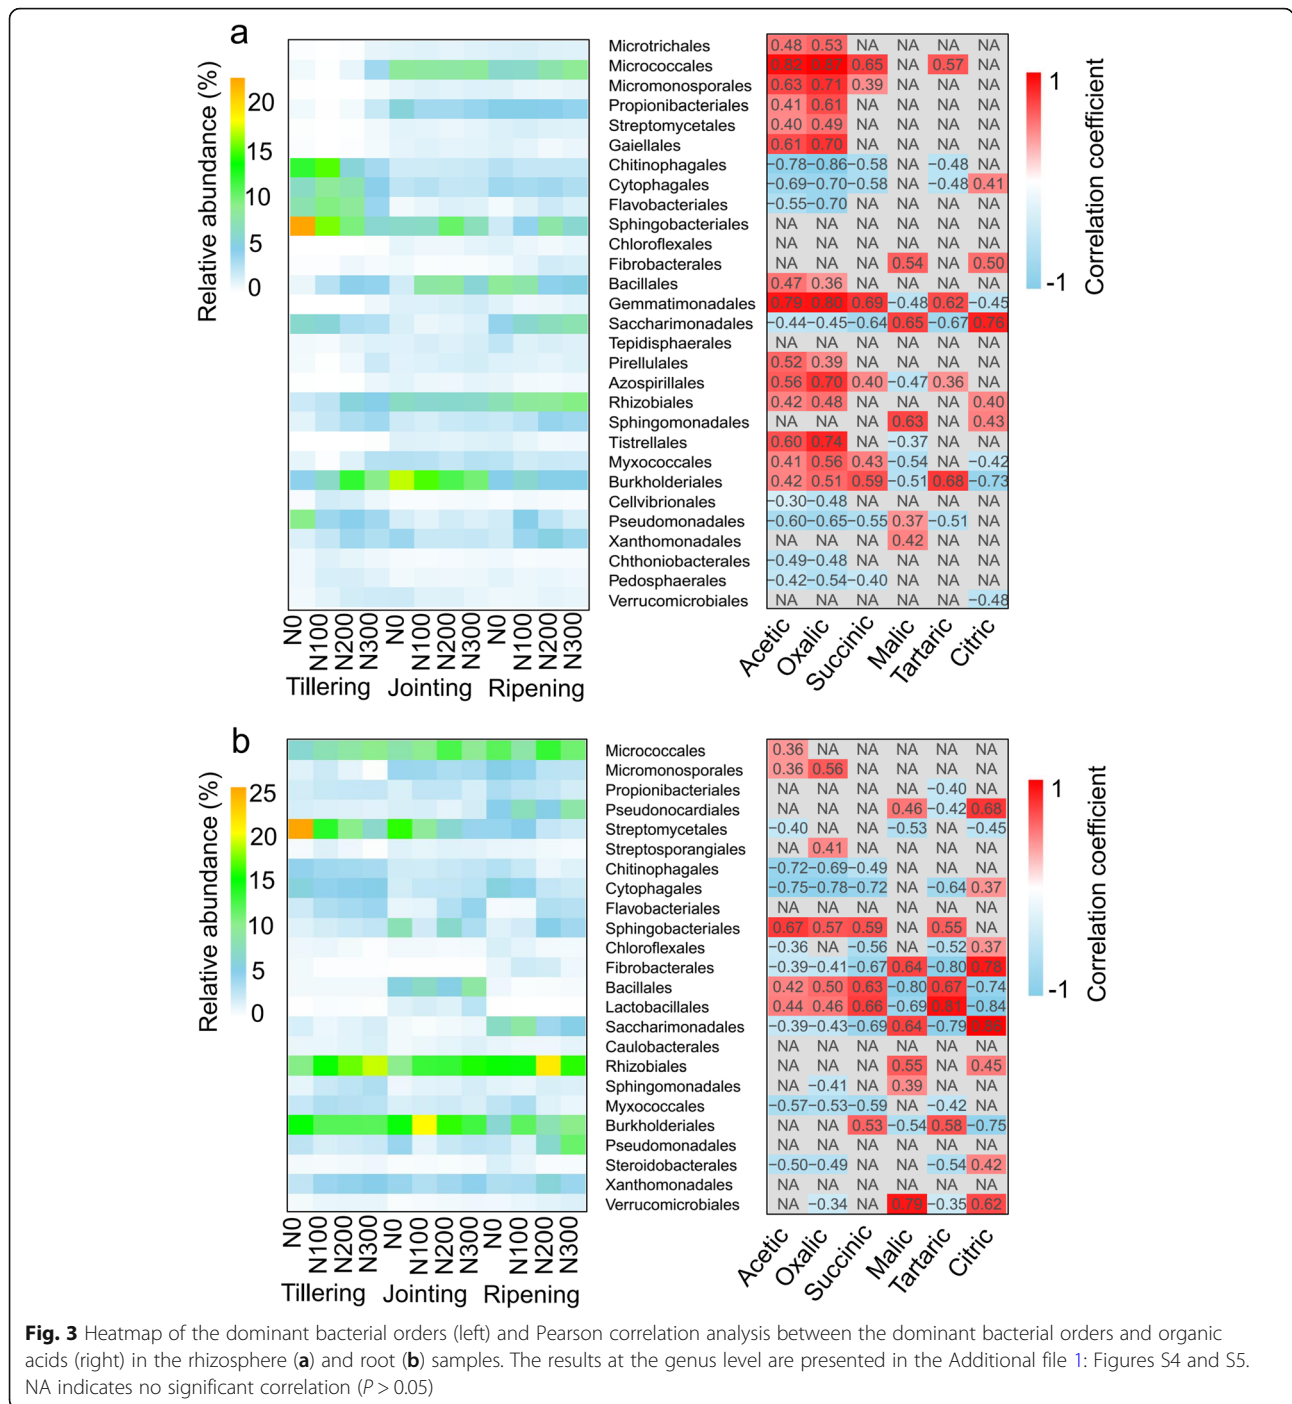 a
Relative abundance (%)
20
15
10
5
0
Microtrichales 0.48 0.53 NA NA NA NA
Micrococcales 0.82 0.87 0.65 NA 0.57 NA
Micromonosporales 0.63 0.71 0.39 NA NA NA
Propionibacteriales 0.41 0.61 NA NA NA NA
Streptomycetales 0.40 0.49 NA NA NA NA
Gaiellales 0.61 0.70 NA NA NA NA
Chitinophagales −0.78 −0.86 −0.58 NA −0.48 NA
Cytophagales −0.69 −0.70 −0.58 NA −0.48 0.41
Flavobacteriales −0.55 −0.70 NA NA NA NA
Sphingobacteriales NA NA NA NA NA NA
Chloroflexales NA NA NA NA NA NA
Fibrobacterales NA NA NA 0.54 NA 0.50
Bacillales 0.47 0.36 NA NA NA NA
Gemmatimonadales 0.79 0.80 0.69 −0.48 0.62 −0.45
Saccharimonadales −0.44 −0.45 −0.64 0.65 −0.67 0.76
Tepidisphaerales NA NA NA NA NA NA
Pirellulales 0.52 0.39 NA NA NA NA
Azospirillales 0.56 0.70 0.40 −0.47 0.36 NA
Rhizobiales 0.42 0.48 NA NA NA 0.40
Sphingomonadales NA NA NA 0.63 NA 0.43
Tistrellales 0.60 0.74 NA −0.37 NA NA
Myxococcales 0.41 0.56 0.43 −0.54 NA −0.42
Burkholderiales 0.42 0.51 0.59 −0.51 0.68 −0.73
Cellvibrionales −0.30 −0.48 NA NA NA NA
Pseudomonadales −0.60 −0.65 −0.55 0.37 −0.51 NA
Xanthomonadales NA NA NA 0.42 NA NA
Chthoniobacterales −0.49 −0.48 NA NA NA NA
Pedosphaerales −0.42 −0.54 −0.40 NA NA NA
Verrucomicrobiales NA NA NA NA NA −0.48
1
-1
Correlation coefficient
N0 N100 N200 N300 N0 N100 N200 N300 N0 N100 N200 N300
Tillering Jointing Ripening
Acetic Oxalic Succinic Malic Tartaric Citric
b
Relative abundance (%)
25
20
15
10
5
0
Micrococcales 0.36 NA NA NA NA NA
Micromonosporales 0.36 0.56 NA NA NA NA
Propionibacteriales NA NA NA NA −0.40 NA
Pseudonocardiales NA NA NA 0.46 −0.42 0.68
Streptomycetales −0.40 NA NA −0.53 NA −0.45
Streptosporangiales NA 0.41 NA NA NA NA
Chitinophagales −0.72 −0.69 −0.49 NA NA NA
Cytophagales −0.75 −0.78 −0.72 NA −0.64 0.37
Flavobacteriales NA NA NA NA NA NA
Sphingobacteriales 0.67 0.57 0.59 NA 0.55 NA
Chloroflexales −0.36 NA −0.56 NA −0.52 0.37
Fibrobacterales −0.39 −0.41 −0.67 0.64 −0.80 0.78
Bacillales 0.42 0.50 0.63 −0.80 0.67 −0.74
Lactobacillales 0.44 0.46 0.66 −0.69 0.81 −0.84
Saccharimonadales −0.39 −0.43 −0.69 0.64 −0.79 0.86
Caulobacterales NA NA NA NA NA NA
Rhizobiales NA NA NA 0.55 NA 0.45
Sphingomonadales NA −0.41 NA 0.39 NA NA
Myxococcales −0.57 −0.53 −0.59 NA −0.42 NA
Burkholderiales NA NA 0.53 −0.54 0.58 −0.75
Pseudomonadales NA NA NA NA NA NA
Steroidobacterales −0.50 −0.49 NA NA −0.54 0.42
Xanthomonadales NA NA NA NA NA NA
Verrucomicrobiales NA −0.34 NA 0.79 −0.35 0.62
1
-1
Correlation coefficient
N0 N100 N200 N300 N0 N100 N200 N300 N0 N100 N200 N300
Tillering Jointing Ripening
Acetic Oxalic Succinic Malic Tartaric Citric
Fig. 3 Heatmap of the dominant bacterial orders (left) and Pearson correlation analysis between the dominant bacterial orders and organic
acids (right) in the rhizosphere (a) and root (b) samples. The results at the genus level are presented in the Additional file 1: Figures S4 and S5.
NA indicates no significant correlation (P > 0.05)